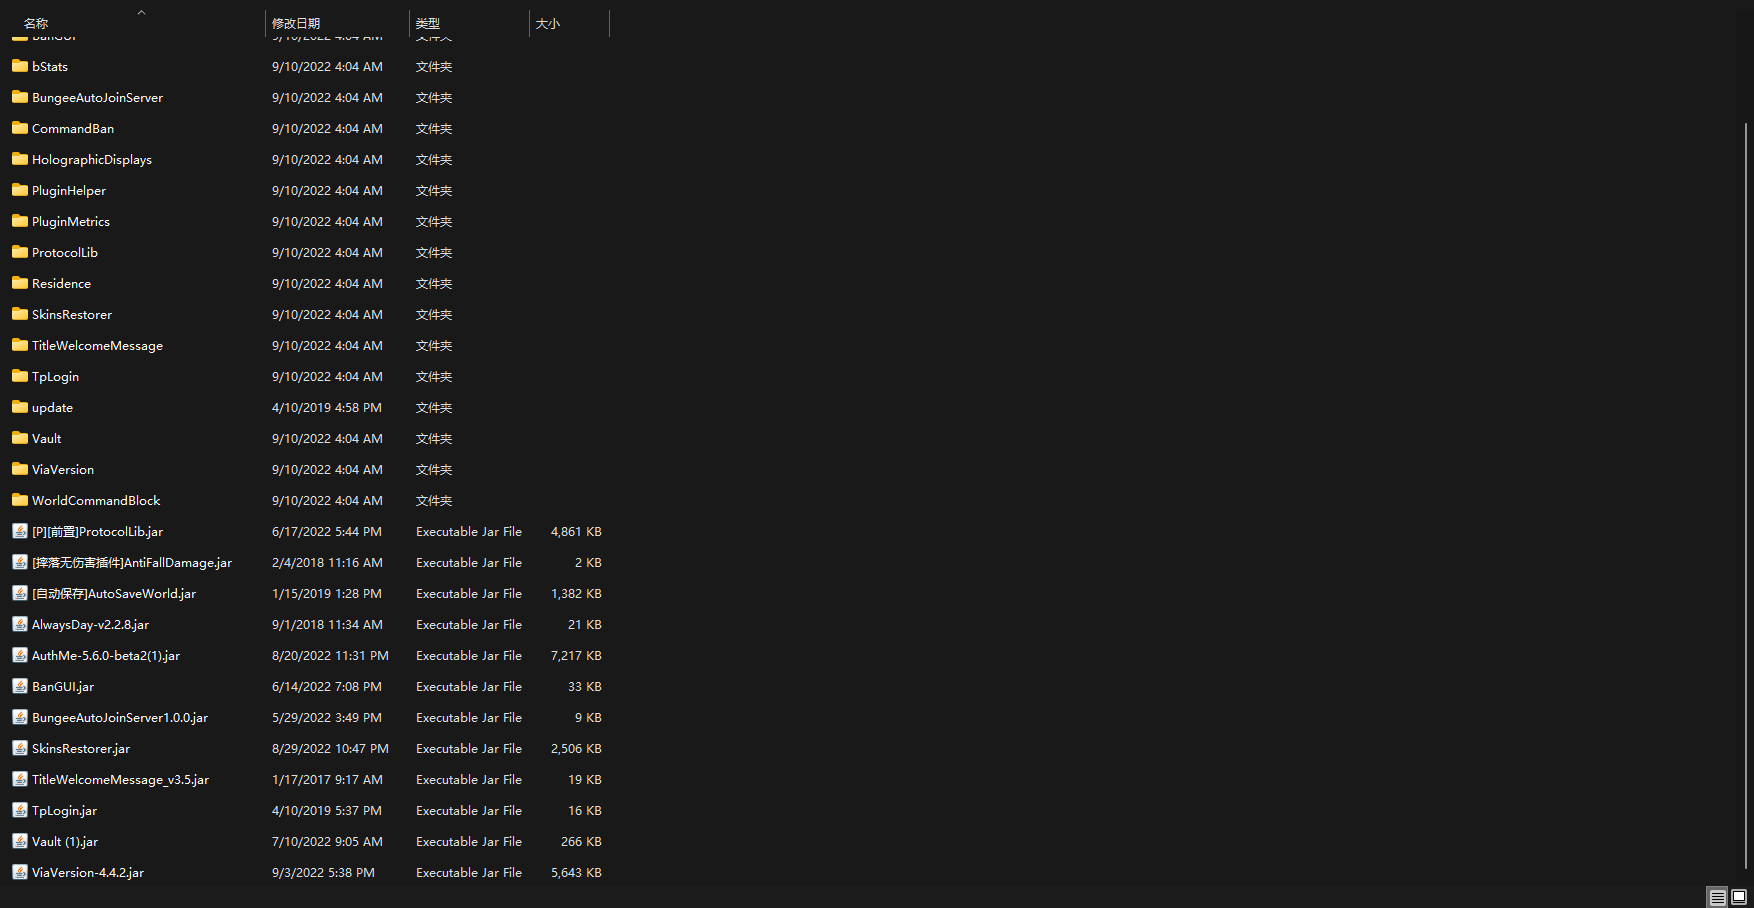 名称 修改日期 类型 大小
BanGUI 9/10/2022 4:04 AM 文件夹
bStats 9/10/2022 4:04 AM 文件夹
BungeeAutoJoinServer 9/10/2022 4:04 AM 文件夹
CommandBan 9/10/2022 4:04 AM 文件夹
HolographicDisplays 9/10/2022 4:04 AM 文件夹
PluginHelper 9/10/2022 4:04 AM 文件夹
PluginMetrics 9/10/2022 4:04 AM 文件夹
ProtocolLib 9/10/2022 4:04 AM 文件夹
Residence 9/10/2022 4:04 AM 文件夹
SkinsRestorer 9/10/2022 4:04 AM 文件夹
TitleWelcomeMessage 9/10/2022 4:04 AM 文件夹
TpLogin 9/10/2022 4:04 AM 文件夹
update 4/10/2019 4:58 PM 文件夹
Vault 9/10/2022 4:04 AM 文件夹
ViaVersion 9/10/2022 4:04 AM 文件夹
WorldCommandBlock 9/10/2022 4:04 AM 文件夹
[P][前置]ProtocolLib.jar 6/17/2022 5:44 PM Executable Jar File 4,861 KB
[摔落无伤害插件]AntiFallDamage.jar 2/4/2018 11:16 AM Executable Jar File 2 KB
[自动保存]AutoSaveWorld.jar 1/15/2019 1:28 PM Executable Jar File 1,382 KB
AlwaysDay-v2.2.8.jar 9/1/2018 11:34 AM Executable Jar File 21 KB
AuthMe-5.6.0-beta2(1).jar 8/20/2022 11:31 PM Executable Jar File 7,217 KB
BanGUI.jar 6/14/2022 7:08 PM Executable Jar File 33 KB
BungeeAutoJoinServer1.0.0.jar 5/29/2022 3:49 PM Executable Jar File 9 KB
SkinsRestorer.jar 8/29/2022 10:47 PM Executable Jar File 2,506 KB
TitleWelcomeMessage_v3.5.jar 1/17/2017 9:17 AM Executable Jar File 19 KB
TpLogin.jar 4/10/2019 5:37 PM Executable Jar File 16 KB
Vault (1).jar 7/10/2022 9:05 AM Executable Jar File 266 KB
ViaVersion-4.4.2.jar 9/3/2022 5:38 PM Executable Jar File 5,643 KB